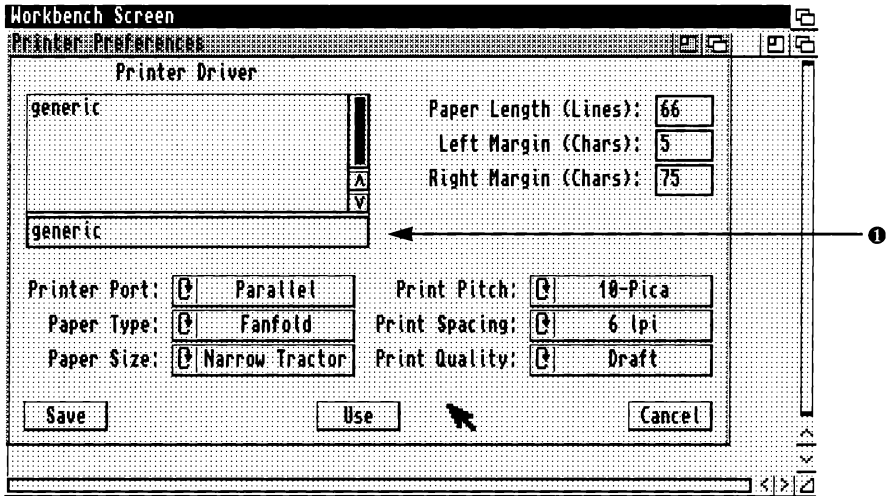 Workbench Screen
Printer Preferences
Printer Driver
generic
Paper Length (Lines): 66
Left Margin (Chars): 5
Right Margin (Chars): 75
generic
1
Printer Port: Parallel
Print Pitch: 10-Pica
Paper Type: Fanfold
Print Spacing: 6 lpi
Paper Size: Narrow Tractor
Print Quality: Draft
Save
Use
Cancel